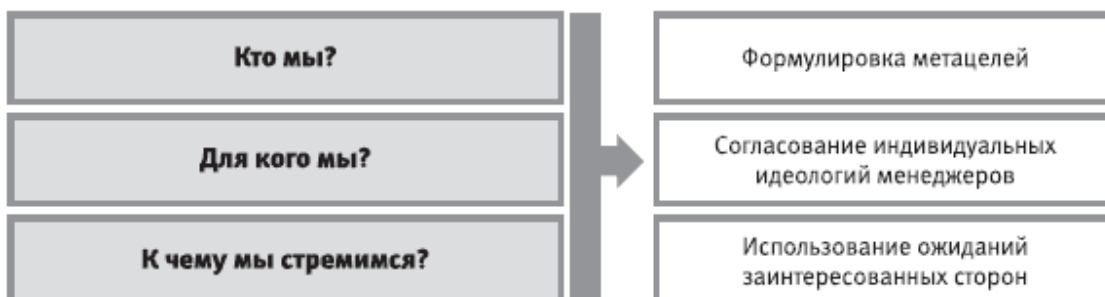 Кто мы?
Для кого мы?
К чему мы стремимся?
Формулировка метацелей
Согласование индивидуальных
идеологий менеджеров
Использование ожиданий
заинтересованных сторон